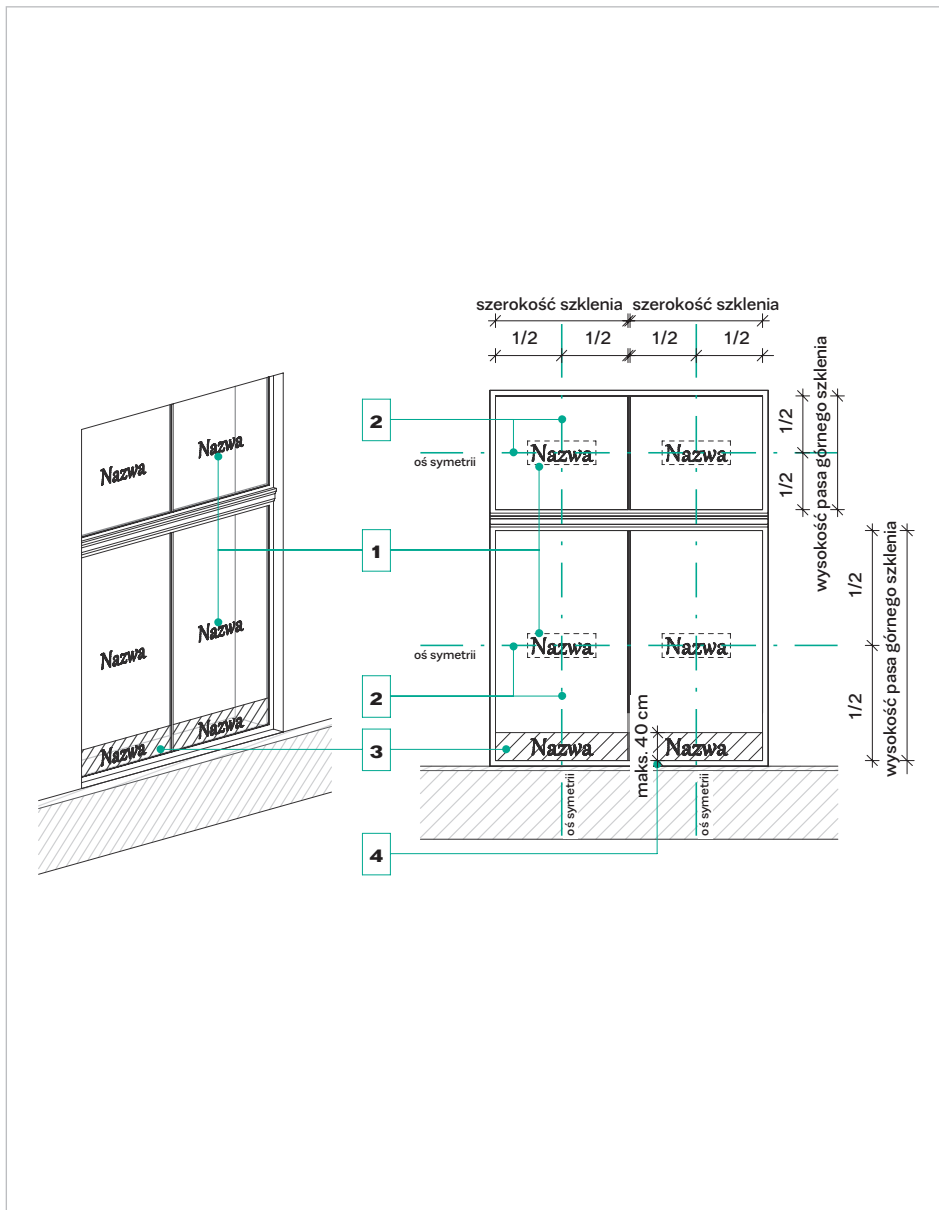 szerokość szklenia szerokość szklenia
1/2 1/2 1/2 1/2
2
oś symetrii
Nazwa Nazwa
1/2
1/2
wysokość pasa górnego szklenia
Nazwa Nazwa
1
Nazwa Nazwa
oś symetrii
Nazwa Nazwa
1/2
1/2
wysokość pasa górnego szklenia
2
3
Nazwa Nazwa
Nazwa Nazwa
maks. 40 cm
oś symetrii
oś symetrii
4